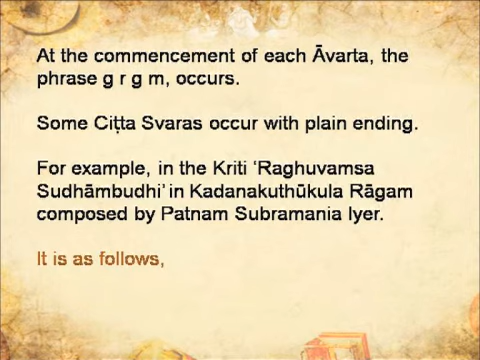 At the commencement of each Āvarta, the
phrase g r g m, occurs.
Some Ciṭta Svaras occur with plain ending.
For example, in the Kriti ‘Raghuvamsa
Sudhāmbudhi’ in Kadanakuthūkula Rāgam
composed by Patnam Subramania Iyer.
It is as follows,